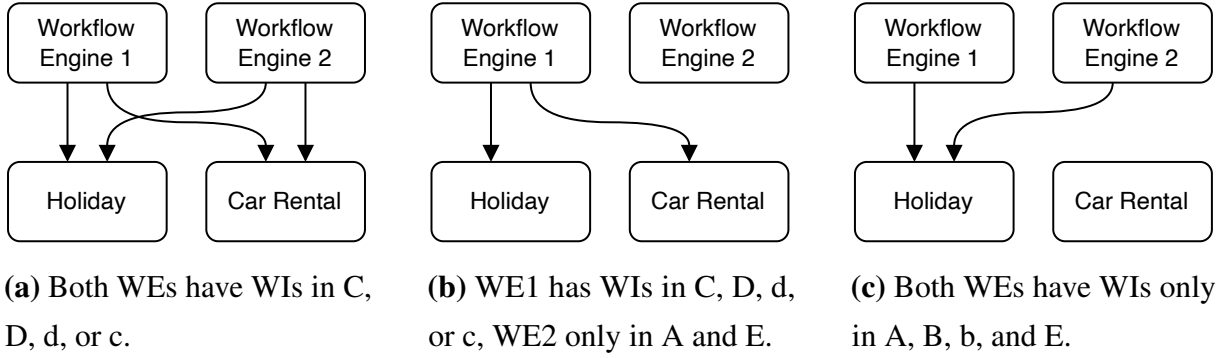 Workflow
Engine 1
Workflow
Engine 2
Holiday
Car Rental
(a) Both WEs have WIs in C,
D, d, or c.
Workflow
Engine 1
Workflow
Engine 2
Holiday
Car Rental
(b) WE1 has WIs in C, D, d,
or c, WE2 only in A and E.
Workflow
Engine 1
Workflow
Engine 2
Holiday
Car Rental
(c) Both WEs have WIs only
in A, B, b, and E.